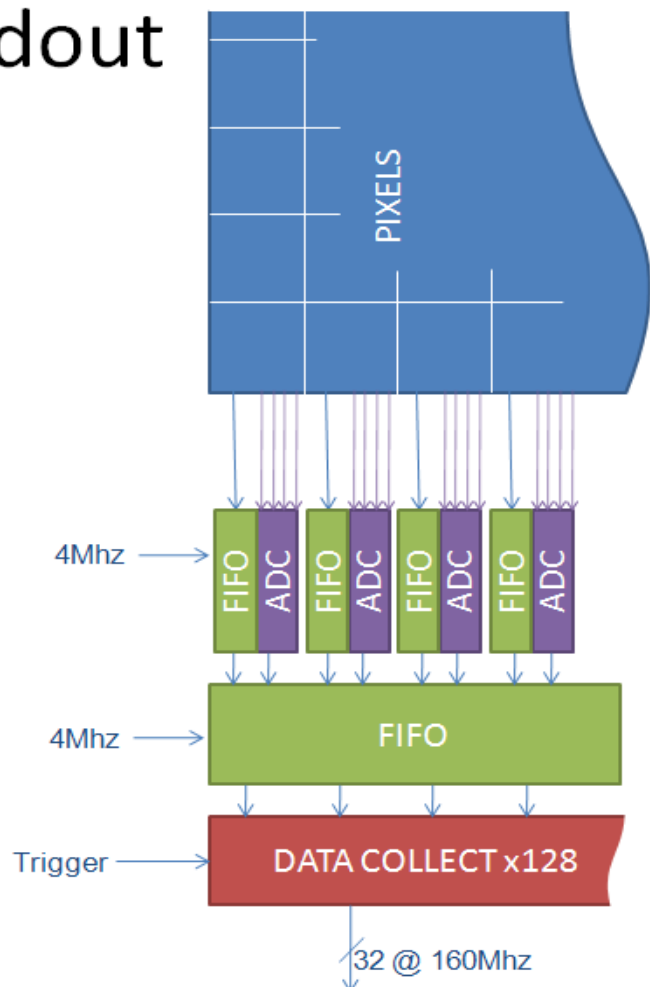 dout
PIXELS
4Mhz
FIFO ADC FIFO ADC FIFO ADC FIFO ADC
4Mhz
FIFO
Trigger
DATA COLLECT x128
32 @ 160Mhz